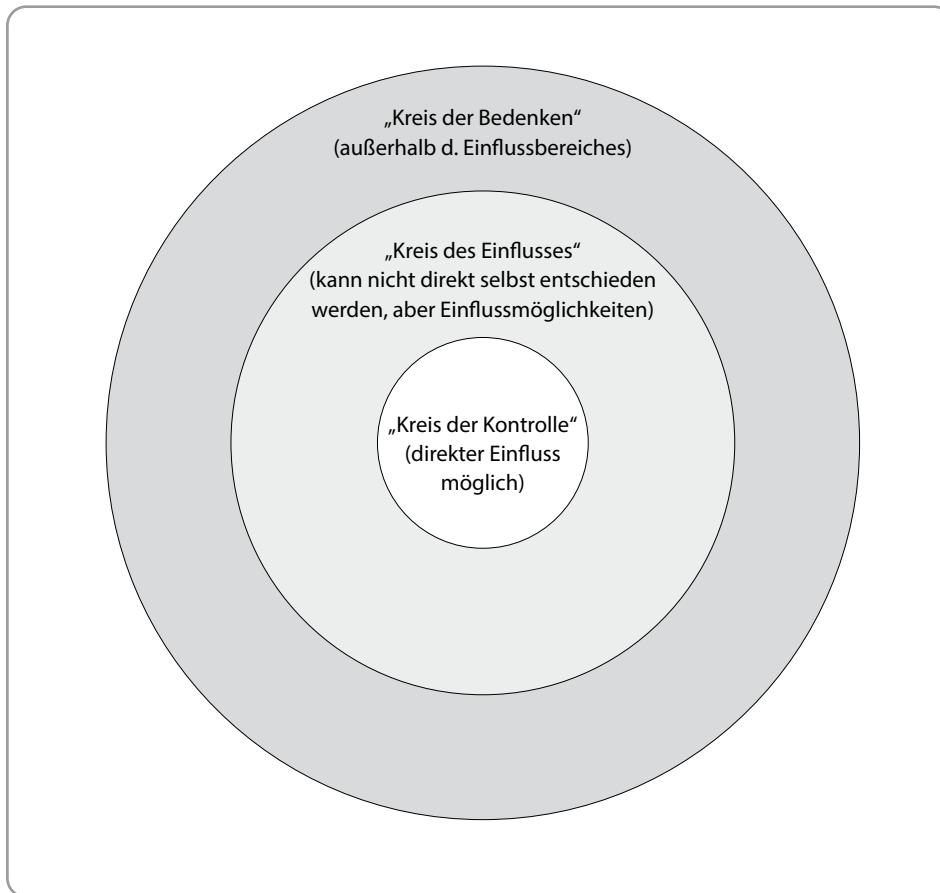 „Kreis der Bedenken“
(außerhalb d. Einflussbereiches)
„Kreis des Einflusses“
(kann nicht direkt selbst entschieden
werden, aber Einflussmöglichkeiten)
„Kreis der Kontrolle“
(direkter Einfluss
möglich)